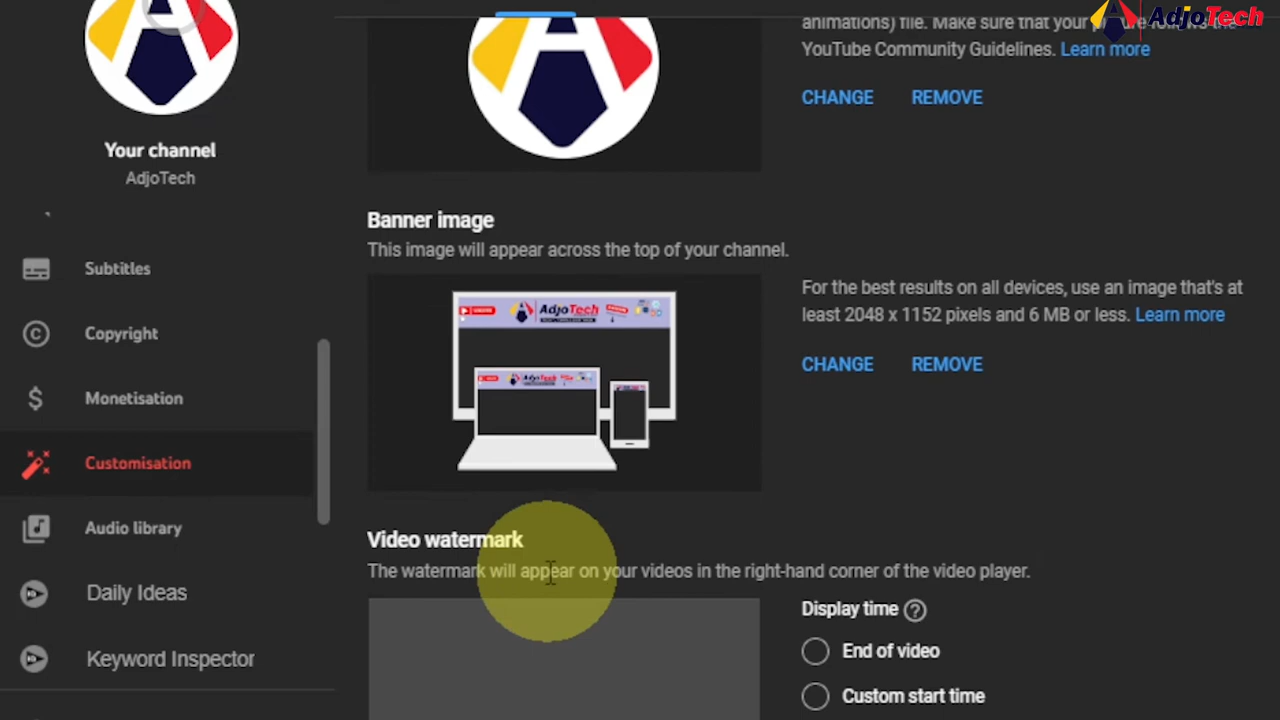 AdjoTech
YouTube Community Guidelines. Learn more
CHANGE REMOVE
Your channel
AdjoTech
Banner image
This image will appear across the top of your channel.
AdjoTech
AdjoTech
For the best results on all devices, use an image that's at
least 2048 x 1152 pixels and 6 MB or less. Learn more
CHANGE REMOVE
Subtitles
Copyright
Monetisation
Customisation
Audio library
Daily Ideas
Keyword Inspector
Video watermark
The watermark will appear on your videos in the right-hand corner of the video player.
Display time
End of video
Custom start time
animations) file. Make sure that your